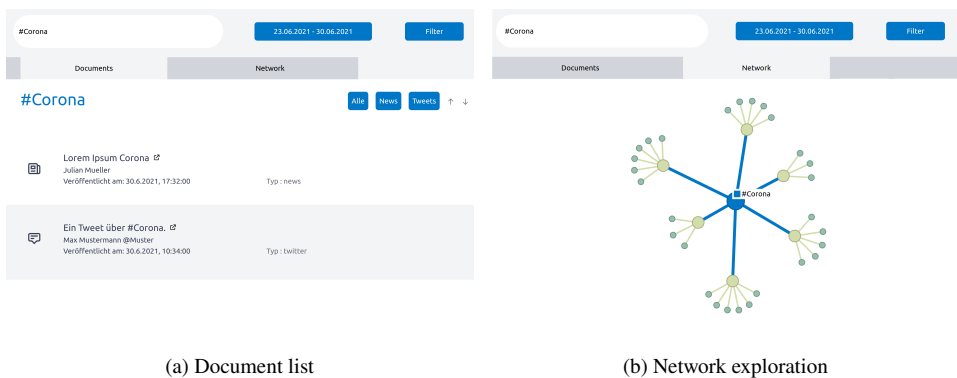 #Corona
23.06.2021 - 30.06.2021
Filter
Documents
Network
#Corona
Alle
News
Tweets
↑ ↓
Lorem Ipsum Corona
Julian Mueller
Veröffentlicht am: 30.6.2021, 17:32:00
Typ : news
Ein Tweet über #Corona.
Max Mustermann @Muster
Veröffentlicht am: 30.6.2021, 10:34:00
Typ : twitter
(a) Document list
#Corona
23.06.2021 - 30.06.2021
Filter
Documents
Network
#Corona
(b) Network exploration